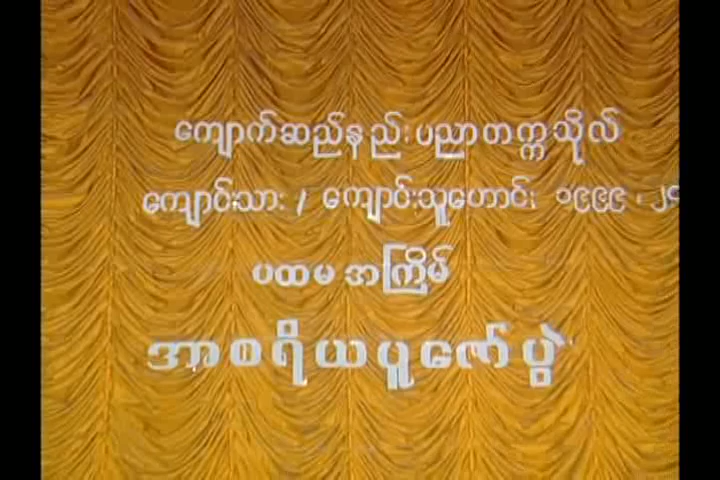 ကျောက်ဆည်နည်းပညာတက္ကသိုလ်
ကျောင်းသား / ကျောင်းသူဟောင်း ၁၉၉၉ - ၂၀
ပထမ အကြိမ်
အာစရိယပူဇော်ပွဲ